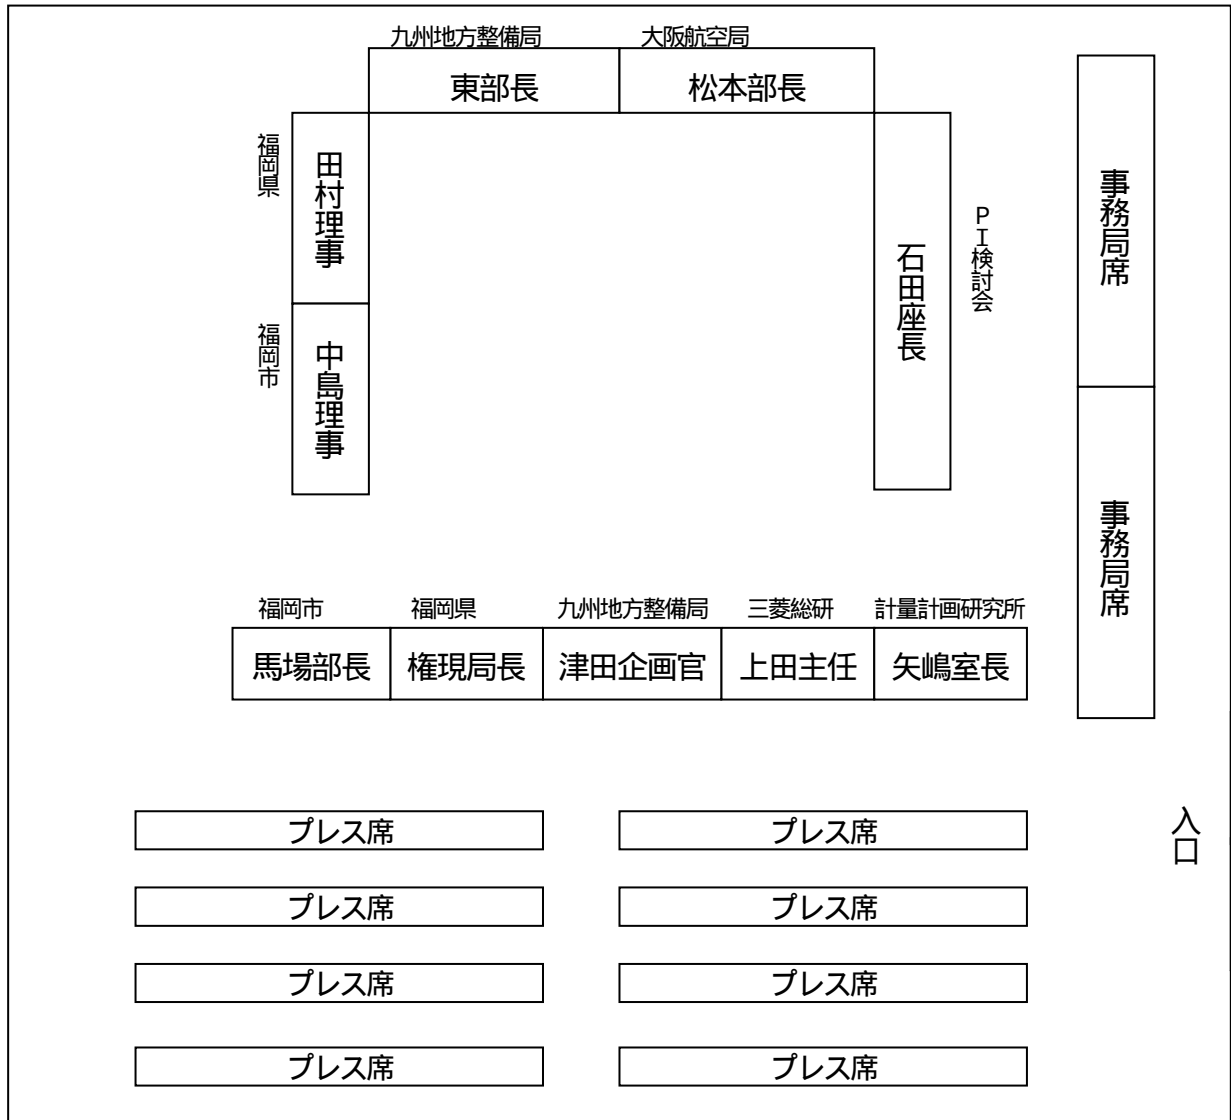 九州地方整備局
大阪航空局
東部長
松本部長
福岡県
田村理事
福岡市
中島理事
石田座長
PI検討会
事務局席
事務局席
福岡市
福岡県
九州地方整備局
三菱総研
計量計画研究所
馬場部長
権現局長
津田企画官
上田主任
矢嶋室長
入口
プレス席
プレス席
プレス席
プレス席
プレス席
プレス席
プレス席
プレス席